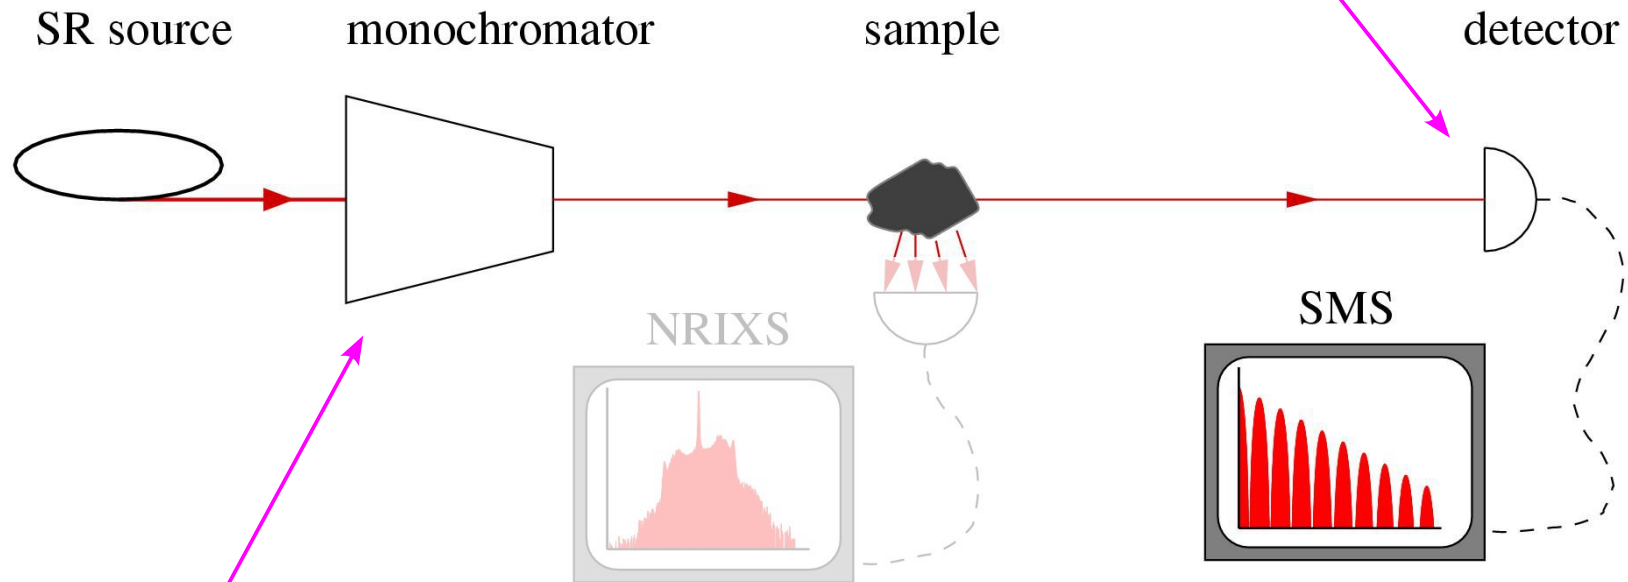 SR source
monochromator
sample
detector
NRIXS
SMS